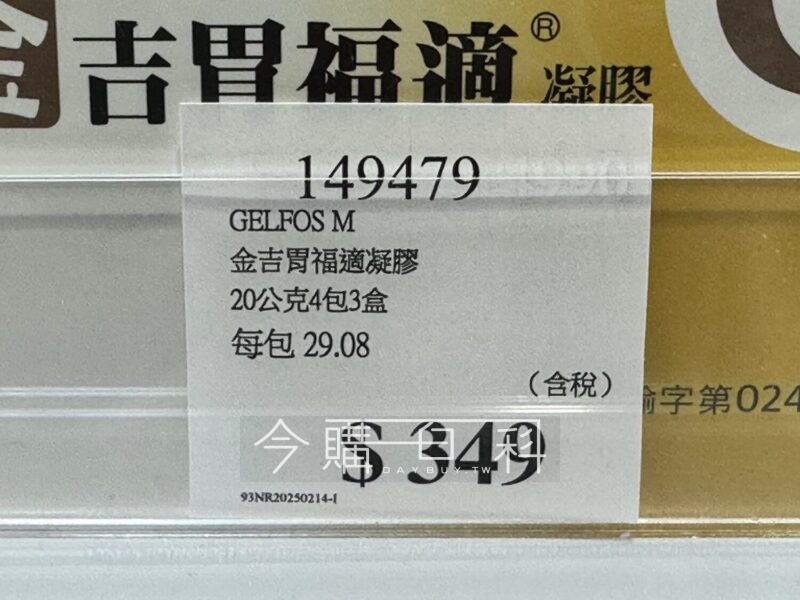 吉胃福適® 凝膠
149479
GELFOS M
金吉胃福適凝膠
20公克4包3盒
每包 29.08
(含稅)
輸字第024
$ 349
今購百科
TODAYBUY.TW
93NR20250214-1